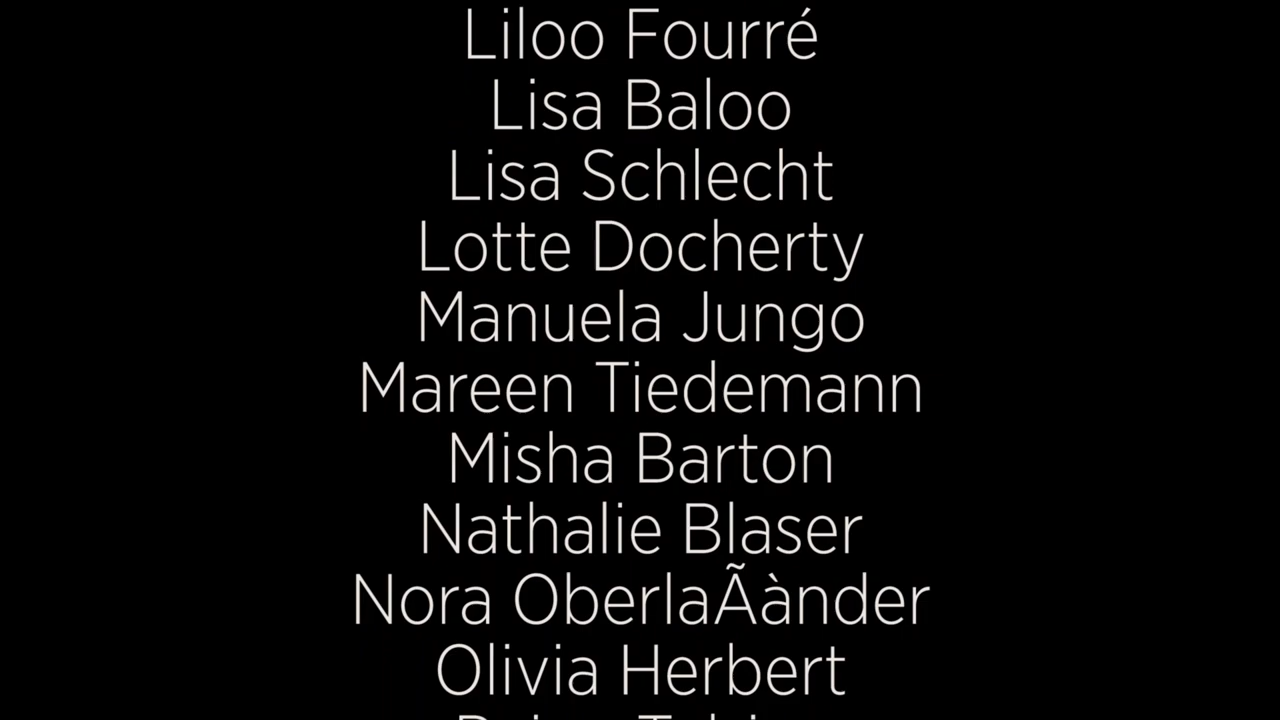 Liloo Fourré
Lisa Baloo
Lisa Schlecht
Lotte Docherty
Manuela Jungo
Mareen Tiedemann
Misha Barton
Nathalie Blaser
Nora OberlaÃànder
Olivia Herbert